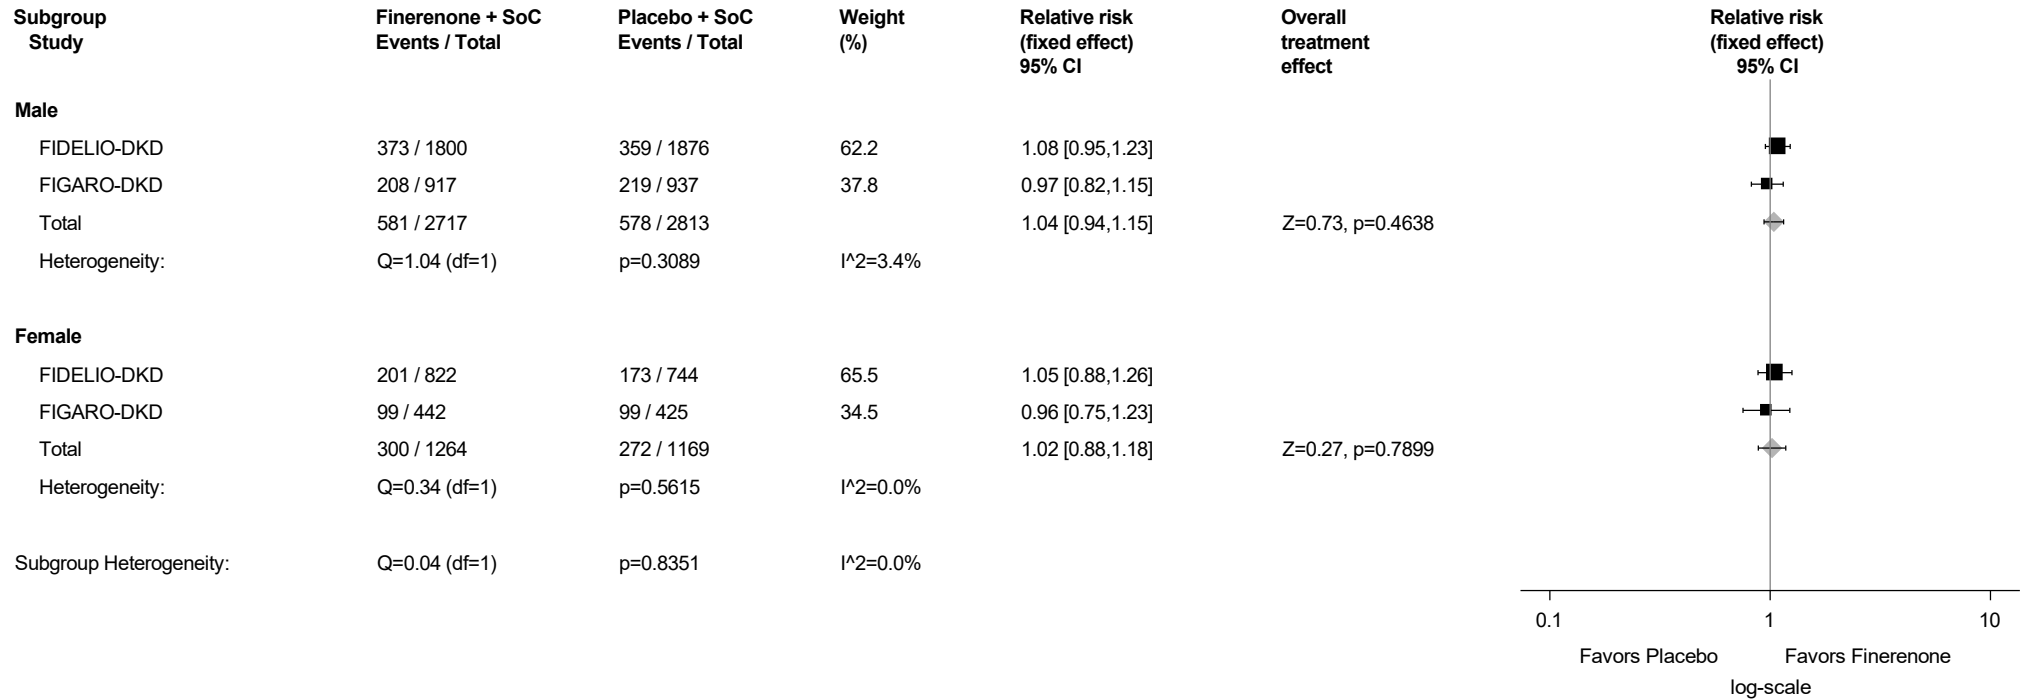 Subgroup Finerenone + SoC Placebo + SoC Weight Relative risk Overall Relative risk
Study Events / Total Events / Total (%) (fixed effect) treatment (fixed effect)
95% CI effect 95% CI
Male
FIDELIO-DKD 373 / 1800 359 / 1876 62.2 1.08 [0.95,1.23]
FIGARO-DKD 208 / 917 219 / 937 37.8 0.97 [0.82,1.15]
Total 581 / 2717 578 / 2813 1.04 [0.94,1.15] Z=0.73, p=0.4638
Heterogeneity: Q=1.04 (df=1) p=0.3089 I^2=3.4%
Female
FIDELIO-DKD 201 / 822 173 / 744 65.5 1.05 [0.88,1.26]
FIGARO-DKD 99 / 442 99 / 425 34.5 0.96 [0.75,1.23]
Total 300 / 1264 272 / 1169 1.02 [0.88,1.18] Z=0.27, p=0.7899
Heterogeneity: Q=0.34 (df=1) p=0.5615 I^2=0.0%
Subgroup Heterogeneity: Q=0.04 (df=1) p=0.8351 I^2=0.0%
0.1 1 10
Favors Placebo Favors Finerenone
log-scale